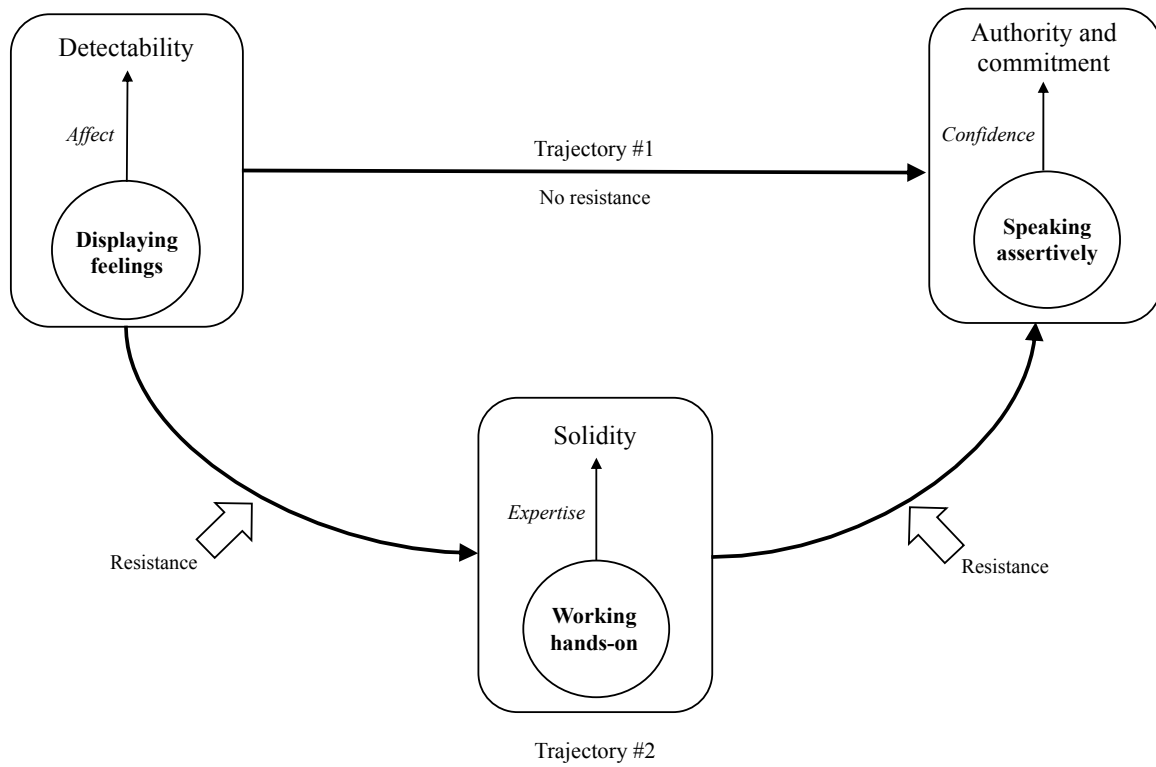 Detectability
Affect
Displaying
feelings
Trajectory #1
No resistance
Authority and
commitment
Confidence
Speaking
assertively
Resistance
Solidity
Expertise
Working
hands-on
Resistance
Trajectory #2